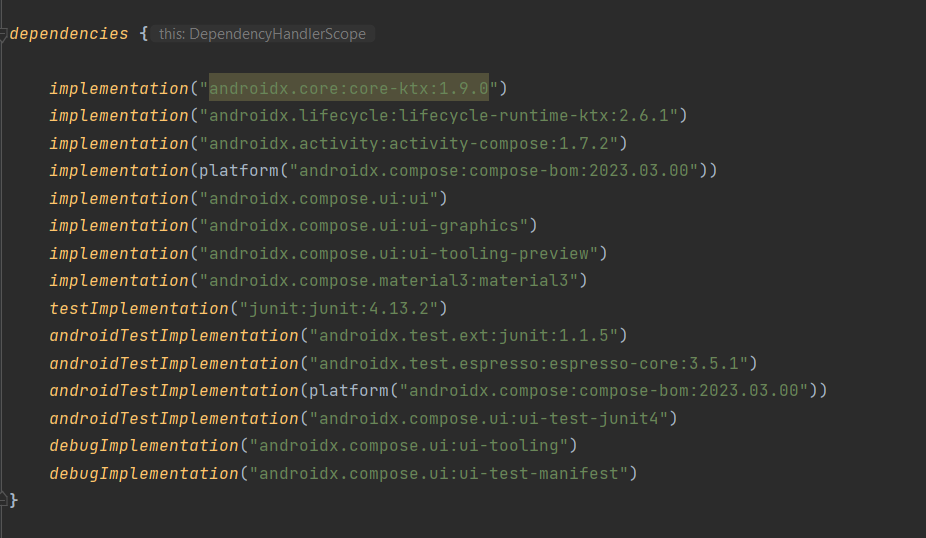 dependencies { this: DependencyHandlerScope
implementation("androidx.core:core-ktx:1.9.0")
implementation("androidx.lifecycle:lifecycle-runtime-ktx:2.6.1")
implementation("androidx.activity:activity-compose:1.7.2")
implementation(platform("androidx.compose:compose-bom:2023.03.00"))
implementation("androidx.compose.ui:ui")
implementation("androidx.compose.ui:ui-graphics")
implementation("androidx.compose.ui:ui-tooling-preview")
implementation("androidx.compose.material3:material3")
testImplementation("junit:junit:4.13.2")
androidTestImplementation("androidx.test.ext:junit:1.1.5")
androidTestImplementation("androidx.test.espresso:espresso-core:3.5.1")
androidTestImplementation(platform("androidx.compose:compose-bom:2023.03.00"))
androidTestImplementation("androidx.compose.ui:ui-test-junit4")
debugImplementation("androidx.compose.ui:ui-tooling")
debugImplementation("androidx.compose.ui:ui-test-manifest")
}